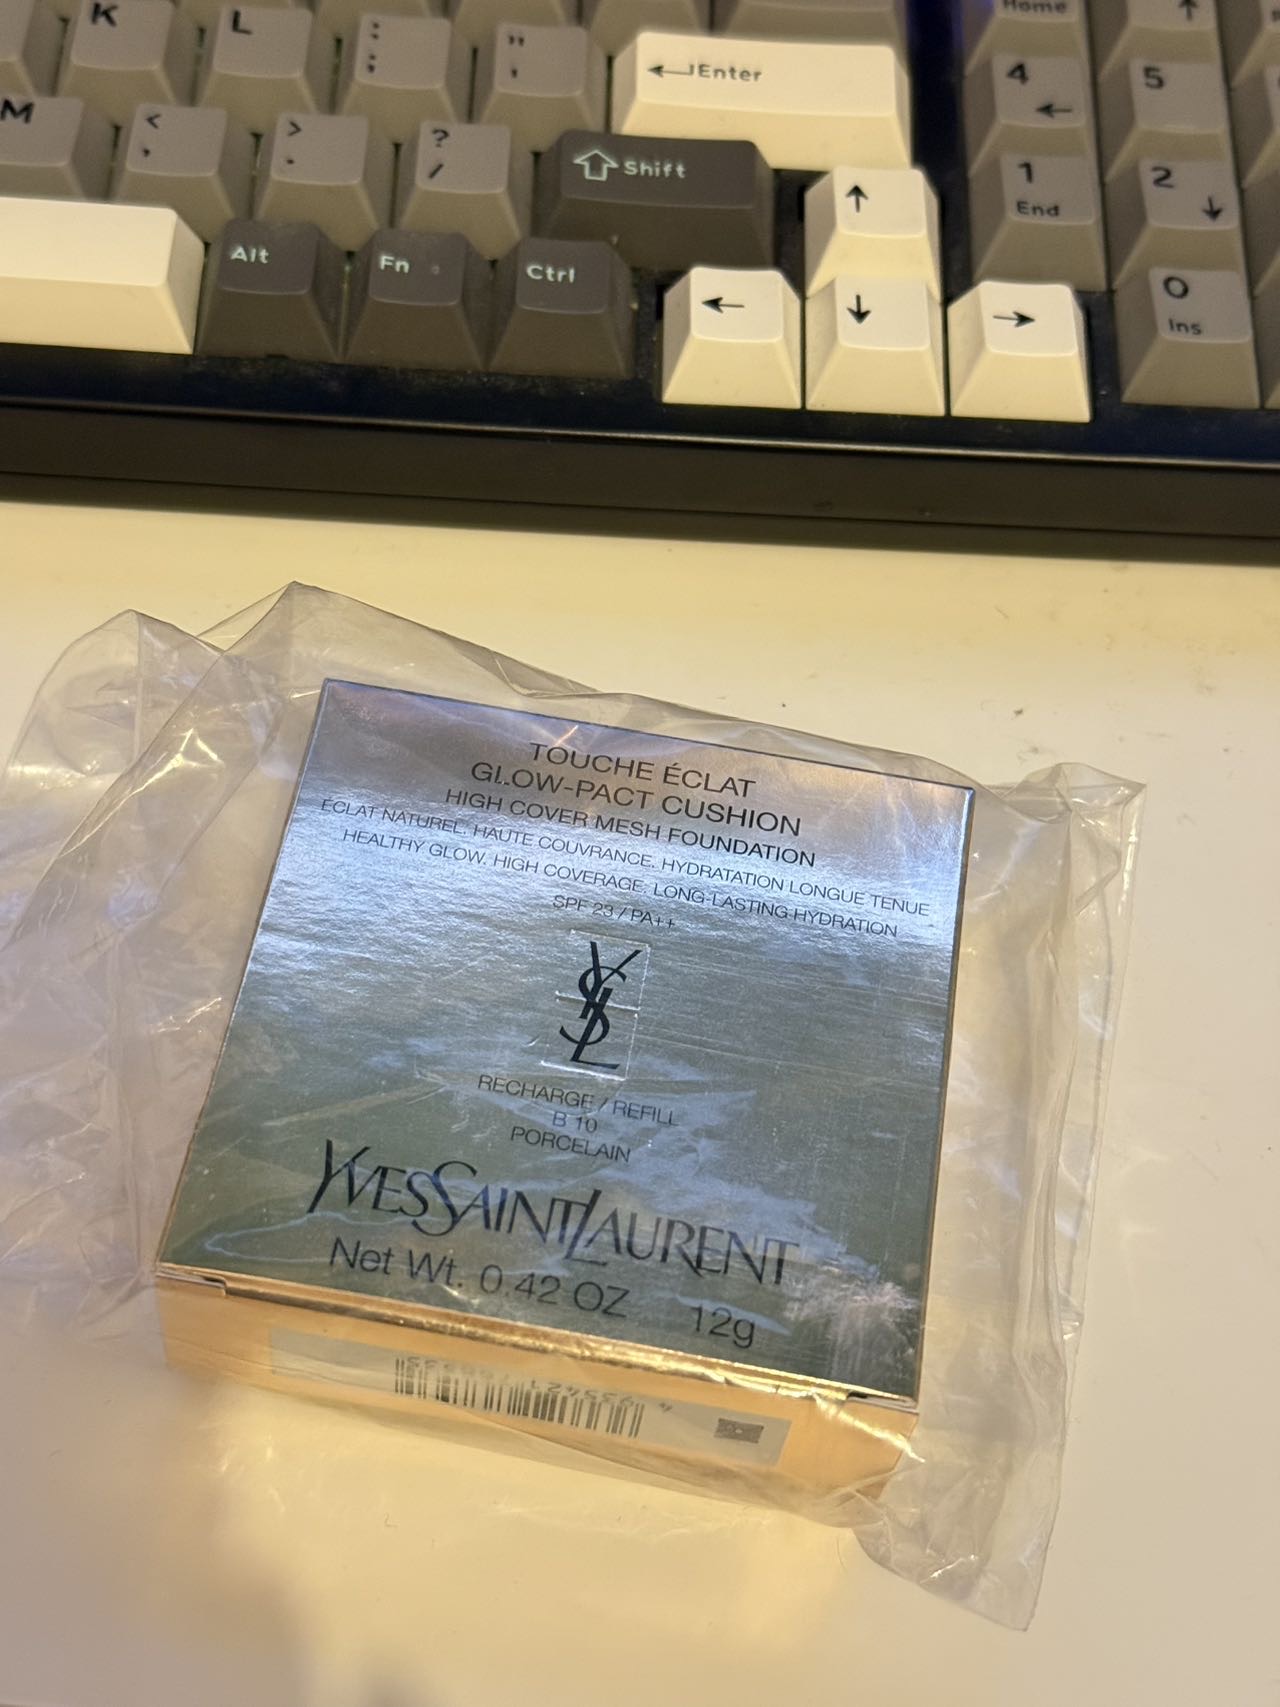 K
L
:
;
"
'
Enter
Home
4
5
M
<
,
>
.
?
/
Shift
1
End
2
Alt
Fn
Ctrl
0
Ins
TOUCHE ÉCLAT
GLOW-PACT CUSHION
HIGH COVER MESH FOUNDATION
ÉCLAT NATUREL. HAUTE COUVRANCE. HYDRATATION LONGUE TENUE
HEALTHY GLOW. HIGH COVERAGE. LONG-LASTING HYDRATION
SPF 23 / PA++
YSL
RECHARGE / REFILL
B 10
PORCELAIN
YVESSAINTLAURENT
Net Wt. 0.42 OZ 12g